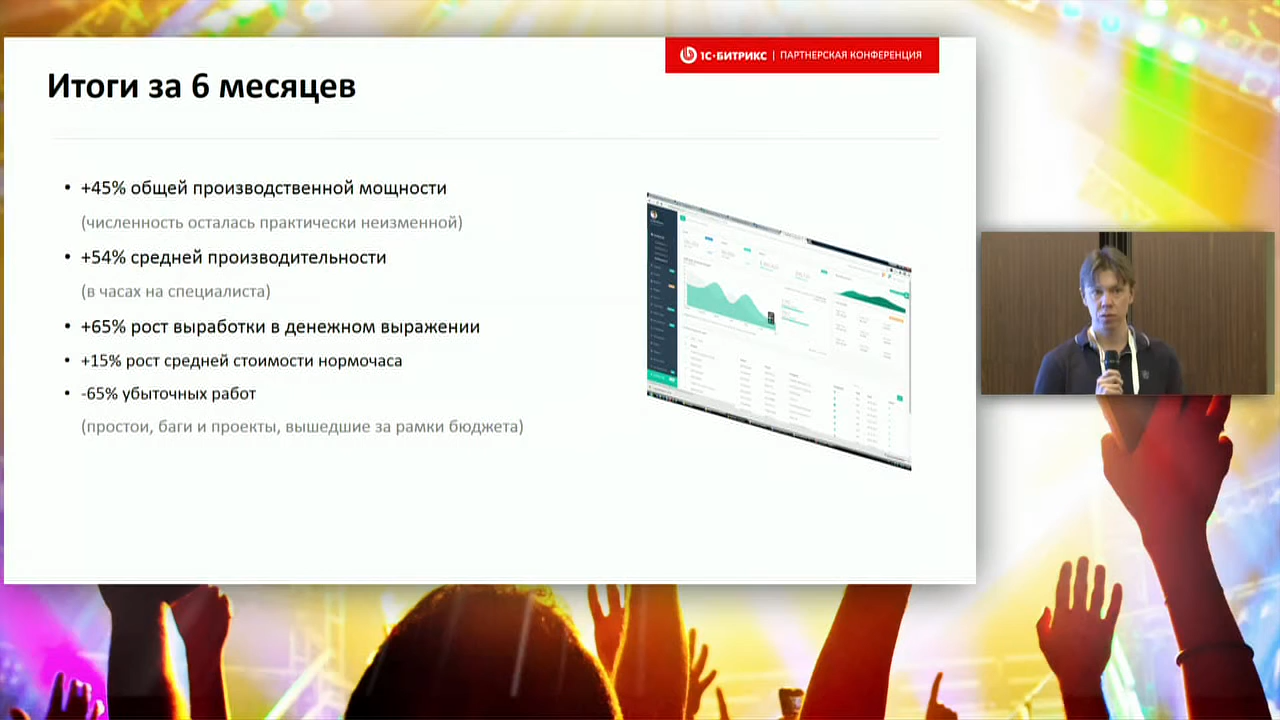 1С-БИТРИКС | ПАРТНЕРСКАЯ КОНФЕРЕНЦИЯ
Итоги за 6 месяцев
• +45% общей производственной мощности
(численность осталась практически неизменной)
• +54% средней производительности
(в часах на специалиста)
• +65% рост выработки в денежном выражении
• +15% рост средней стоимости нормочаса
• -65% убыточных работ
(простои, баги и проекты, вышедшие за рамки бюджета)